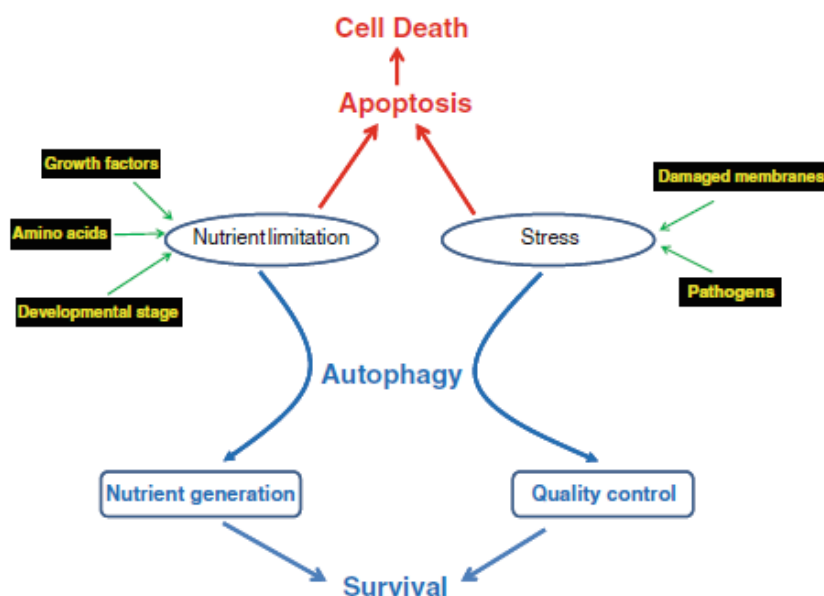 Cell Death
Apoptosis
Growth factors
Damaged membranes
Amino acids
Nutrient limitation
Stress
Developmental stage
Pathogens
Autophagy
Nutrient generation
Quality control
Survival